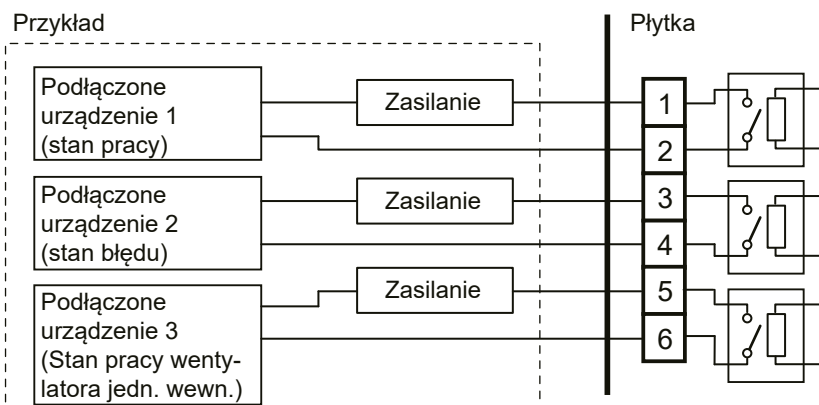 Przykład
Płytka
Podłączone
urządzenie 1
(stan pracy)
Zasilanie
1
2
Podłączone
urządzenie 2
(stan błędu)
Zasilanie
3
4
Podłączone
urządzenie 3
(Stan pracy wenty-
latora jedn. wewn.)
Zasilanie
5
6